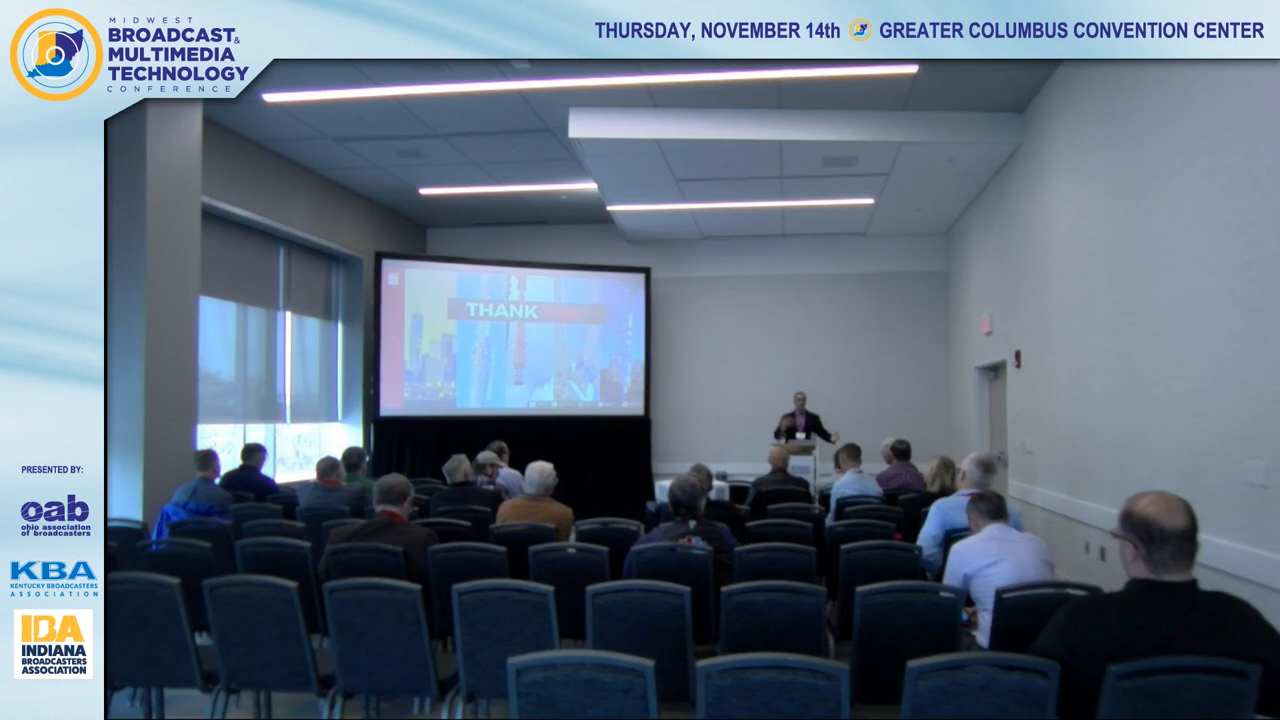 MIDWEST
BROADCAST&
MULTIMEDIA
TECHNOLOGY
CONFERENCE
THURSDAY, NOVEMBER 14th GREATER COLUMBUS CONVENTION CENTER
THANK
PRESENTED BY:
oab
ohio association
of broadcasters
KBA
KENTUCKY BROADCASTERS
ASSOCIATION
IBA
INDIANA
BROADCASTERS
ASSOCIATION